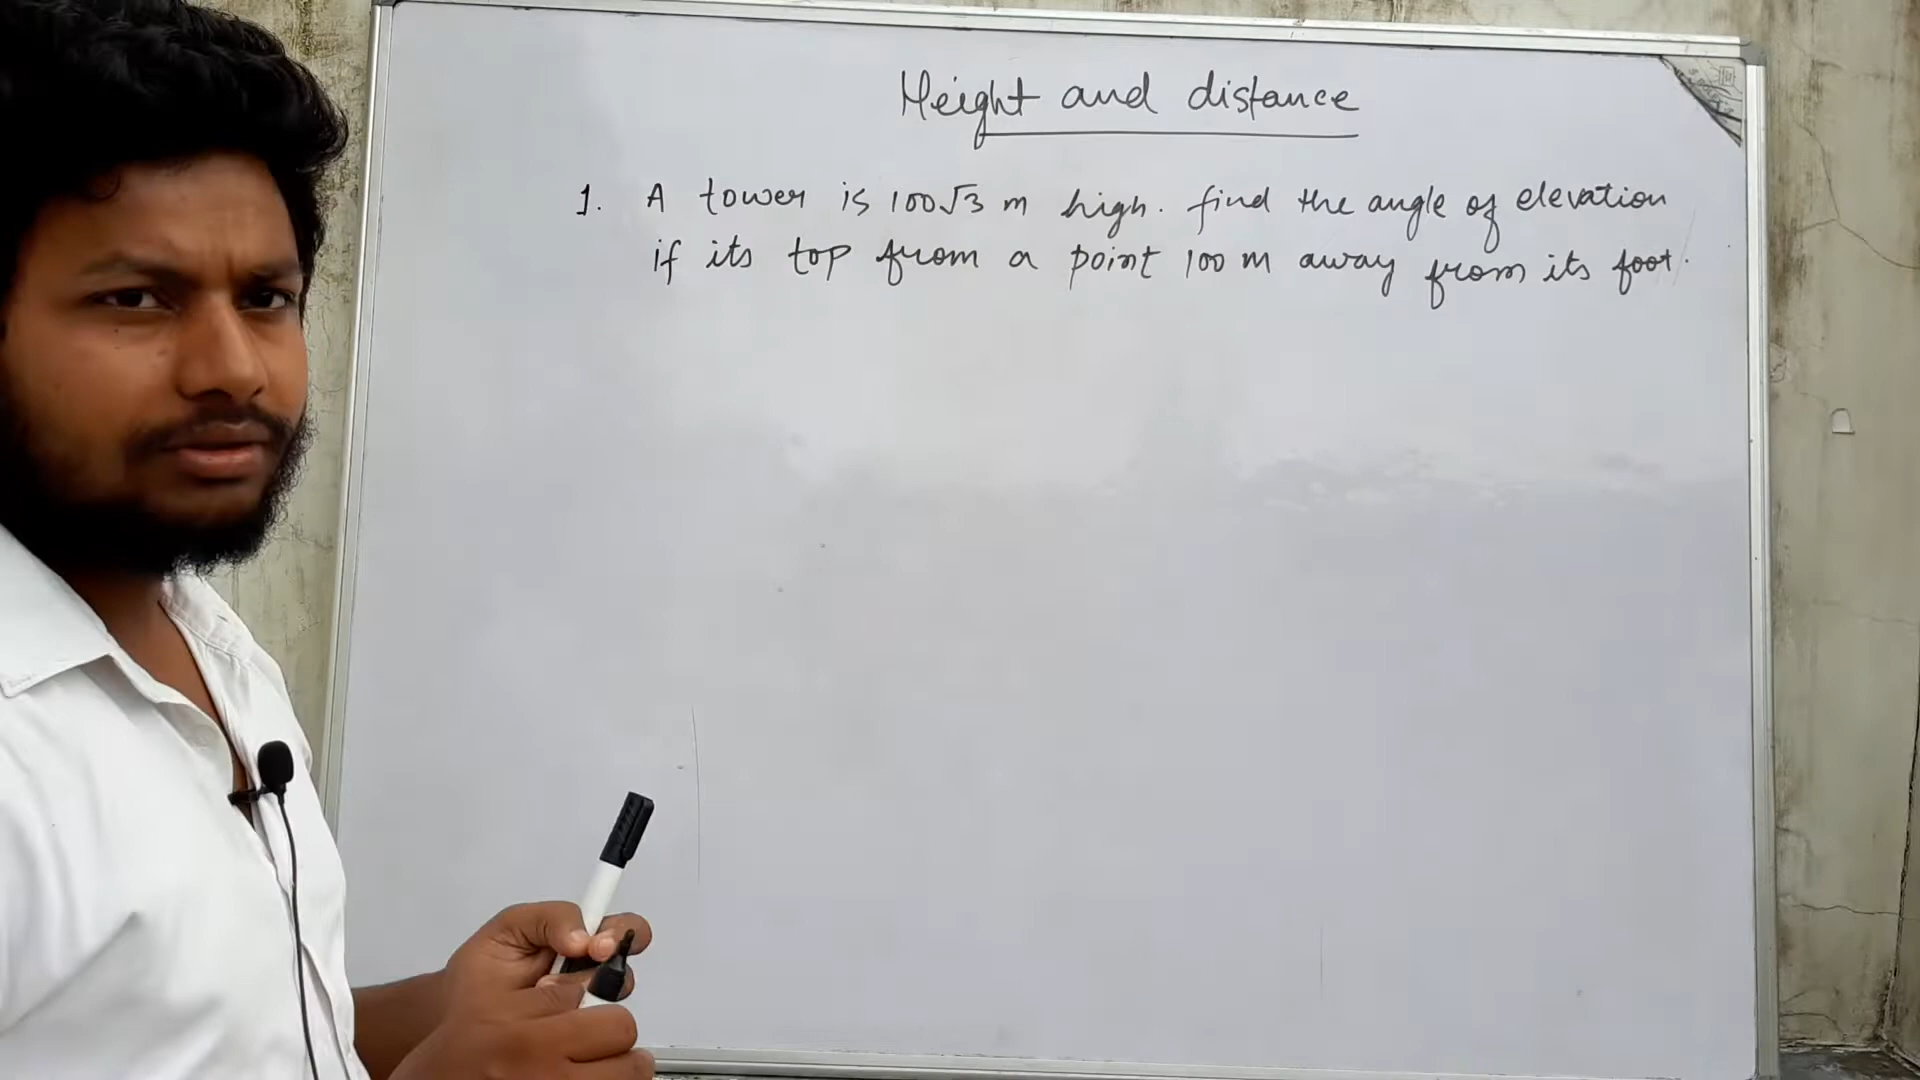 Height and distance
1. A tower is 100√3 m high. find the angle of elevation
if its top from a point 100 m away from its foot.